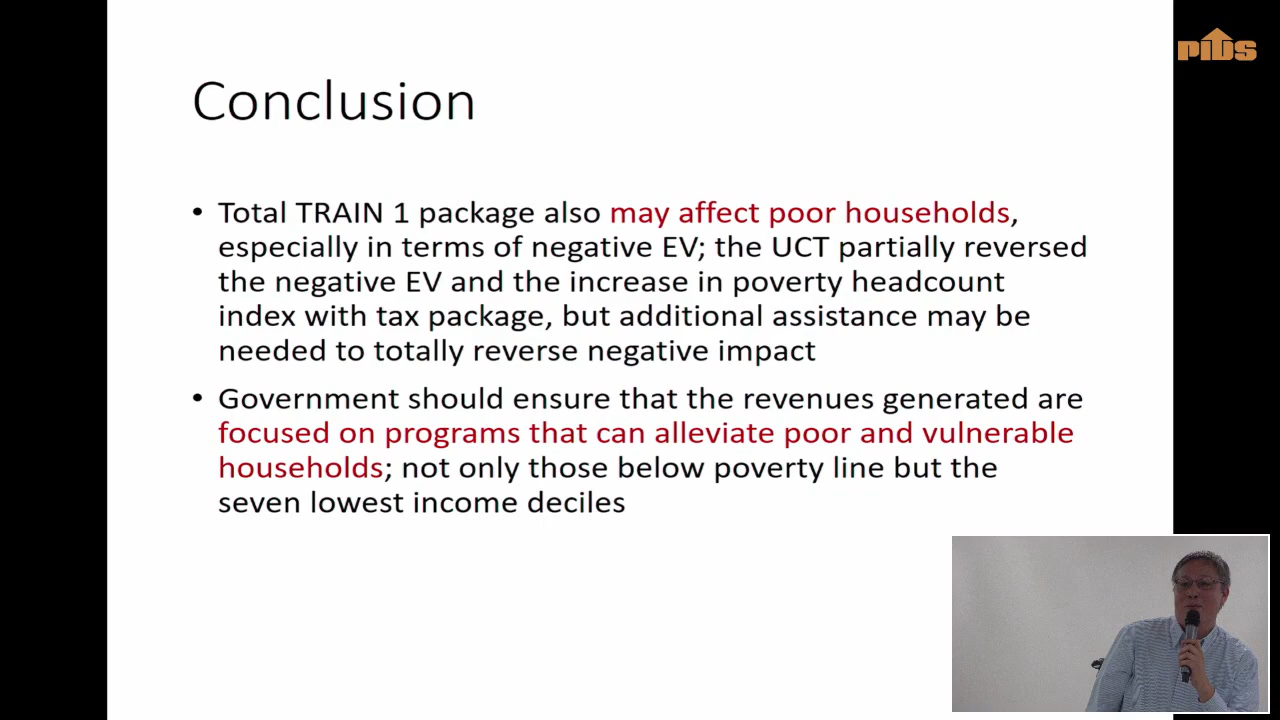 PIDS
Conclusion
• Total TRAIN 1 package also may affect poor households,
especially in terms of negative EV; the UCT partially reversed
the negative EV and the increase in poverty headcount
index with tax package, but additional assistance may be
needed to totally reverse negative impact
• Government should ensure that the revenues generated are
focused on programs that can alleviate poor and vulnerable
households; not only those below poverty line but the
seven lowest income deciles